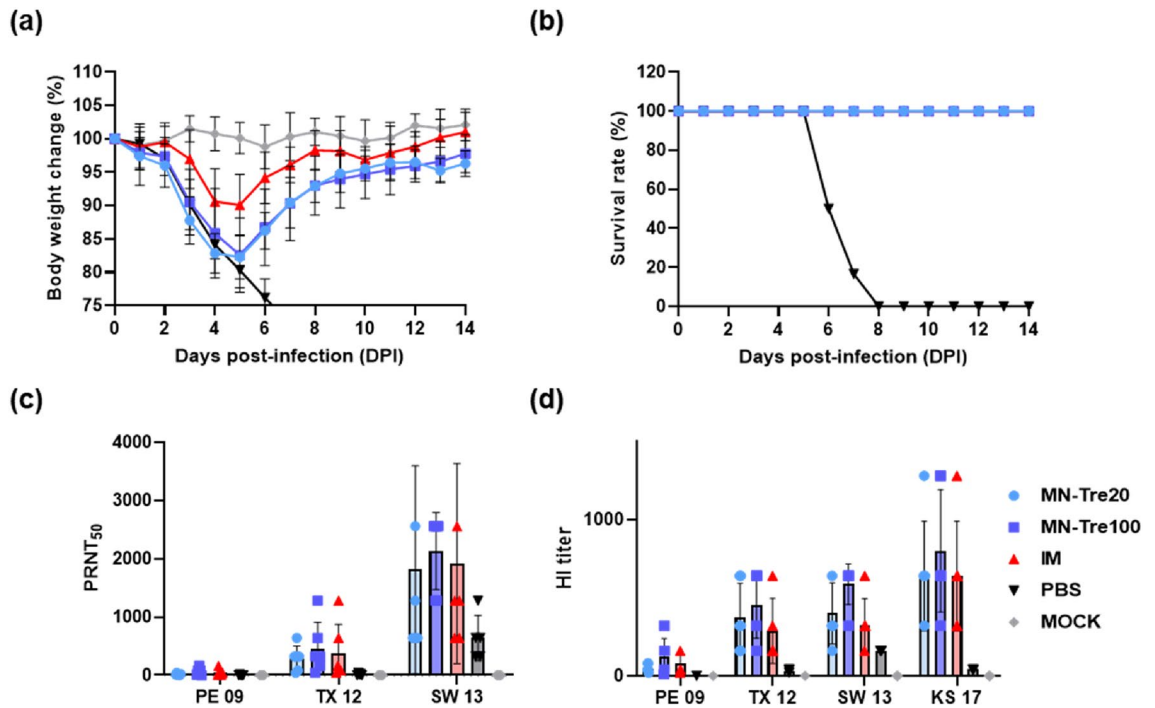 (a)
110
105
100
95
90
85
80
75
Body weight change (%)
0 2 4 6 8 10 12 14
Days post-infection (DPI)
(b)
120
100
80
60
40
20
0
Survival rate (%)
0 2 4 6 8 10 12 14
Days post-infection (DPI)
(c)
4000
3000
2000
1000
0
PRNT50
PE 09 TX 12 SW 13
(d)
1000
0
HI titer
PE 09 TX 12 SW 13 KS 17
MN-Tre20
MN-Tre100
IM
PBS
MOCK